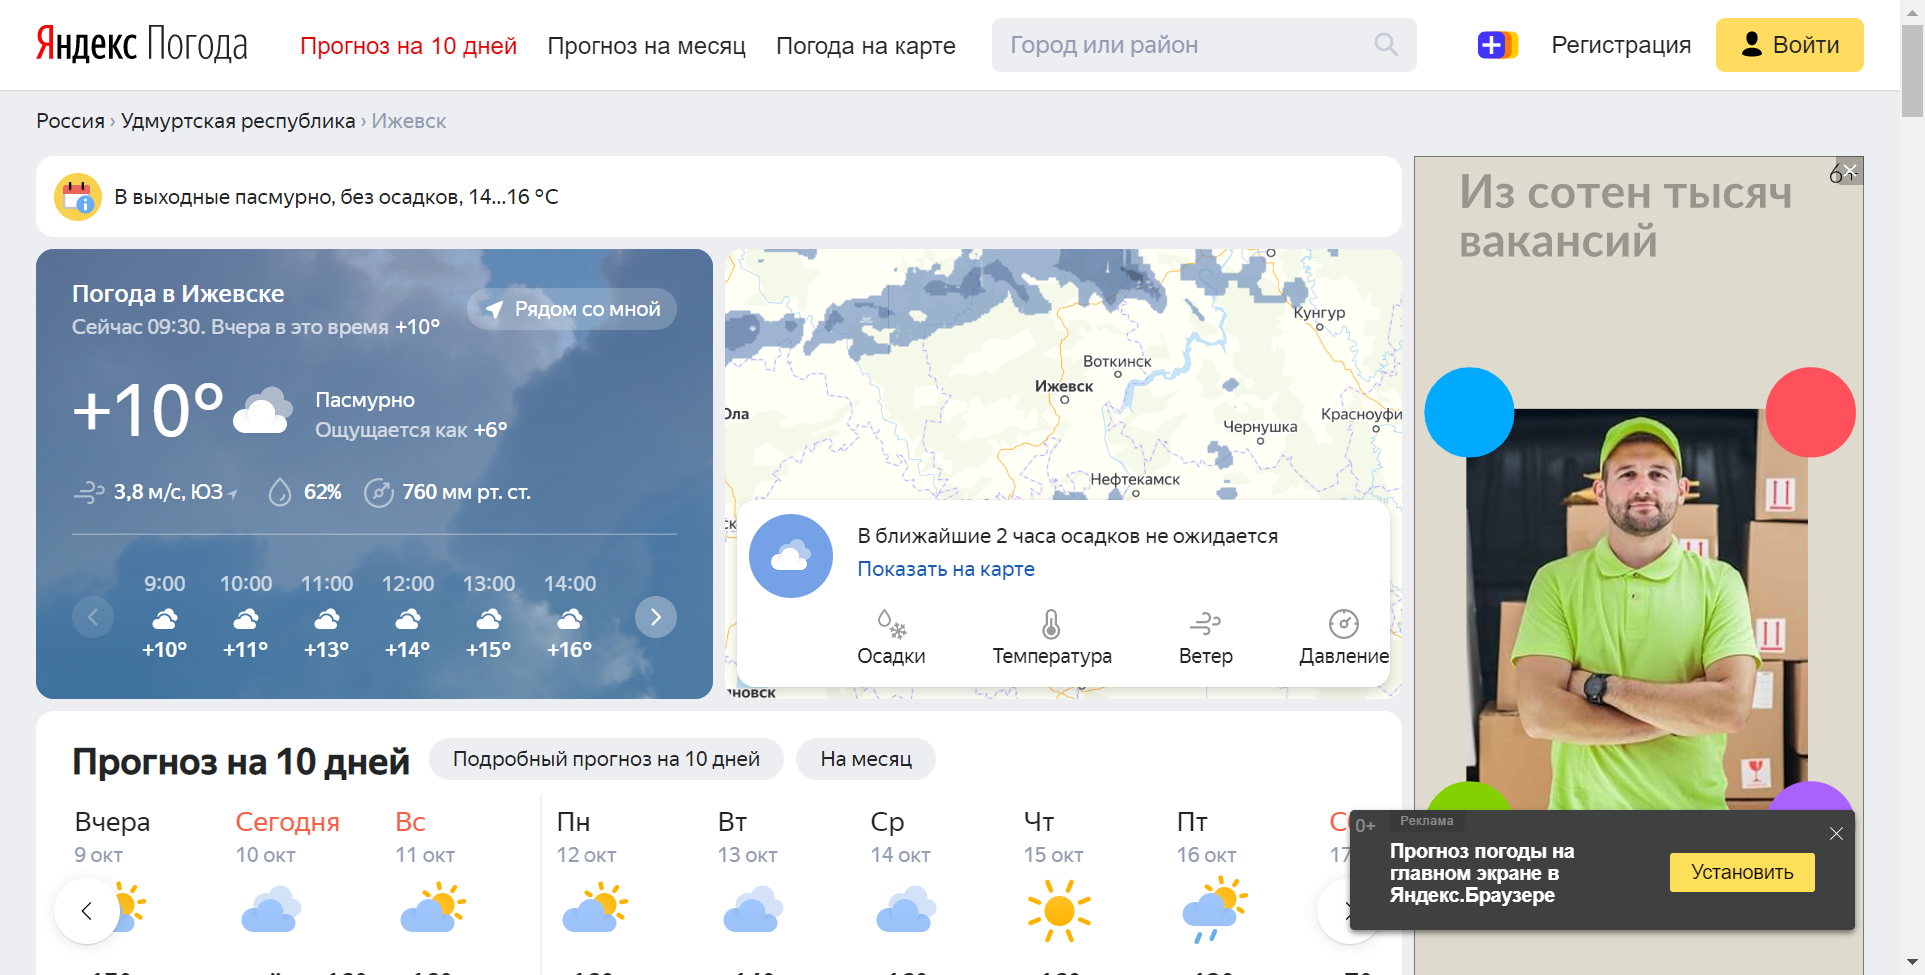 Яндекс Погода
Прогноз на 10 дней
Прогноз на месяц
Погода на карте
Город или район
Регистрация
Войти
Россия › Удмуртская республика › Ижевск
В выходные пасмурно, без осадков, 14...16 °C
Погода в Ижевске
Сейчас 09:30. Вчера в это время +10°
Рядом со мной
+10°
Пасмурно
Ощущается как +6°
3,8 м/с, ЮЗ
62%
760 мм рт. ст.
9:00 10:00 11:00 12:00 13:00 14:00
+10° +11° +13° +14° +15° +16°
Кунгур
Воткинск
Ижевск
Ола
Красноуфи
Чернушка
Нефтекамск
В ближайшие 2 часа осадков не ожидается
Показать на карте
Осадки Температура Ветер Давление
новск
Из сотен тысяч
вакансий
Прогноз на 10 дней
Подробный прогноз на 10 дней
На месяц
Вчера Сегодня Вс Пн Вт Ср Чт Пт
9 окт 10 окт 11 окт 12 окт 13 окт 14 окт 15 окт 16 окт 17
0+
Реклама
Прогноз погоды на
главном экране в
Яндекс.Браузере
Установить